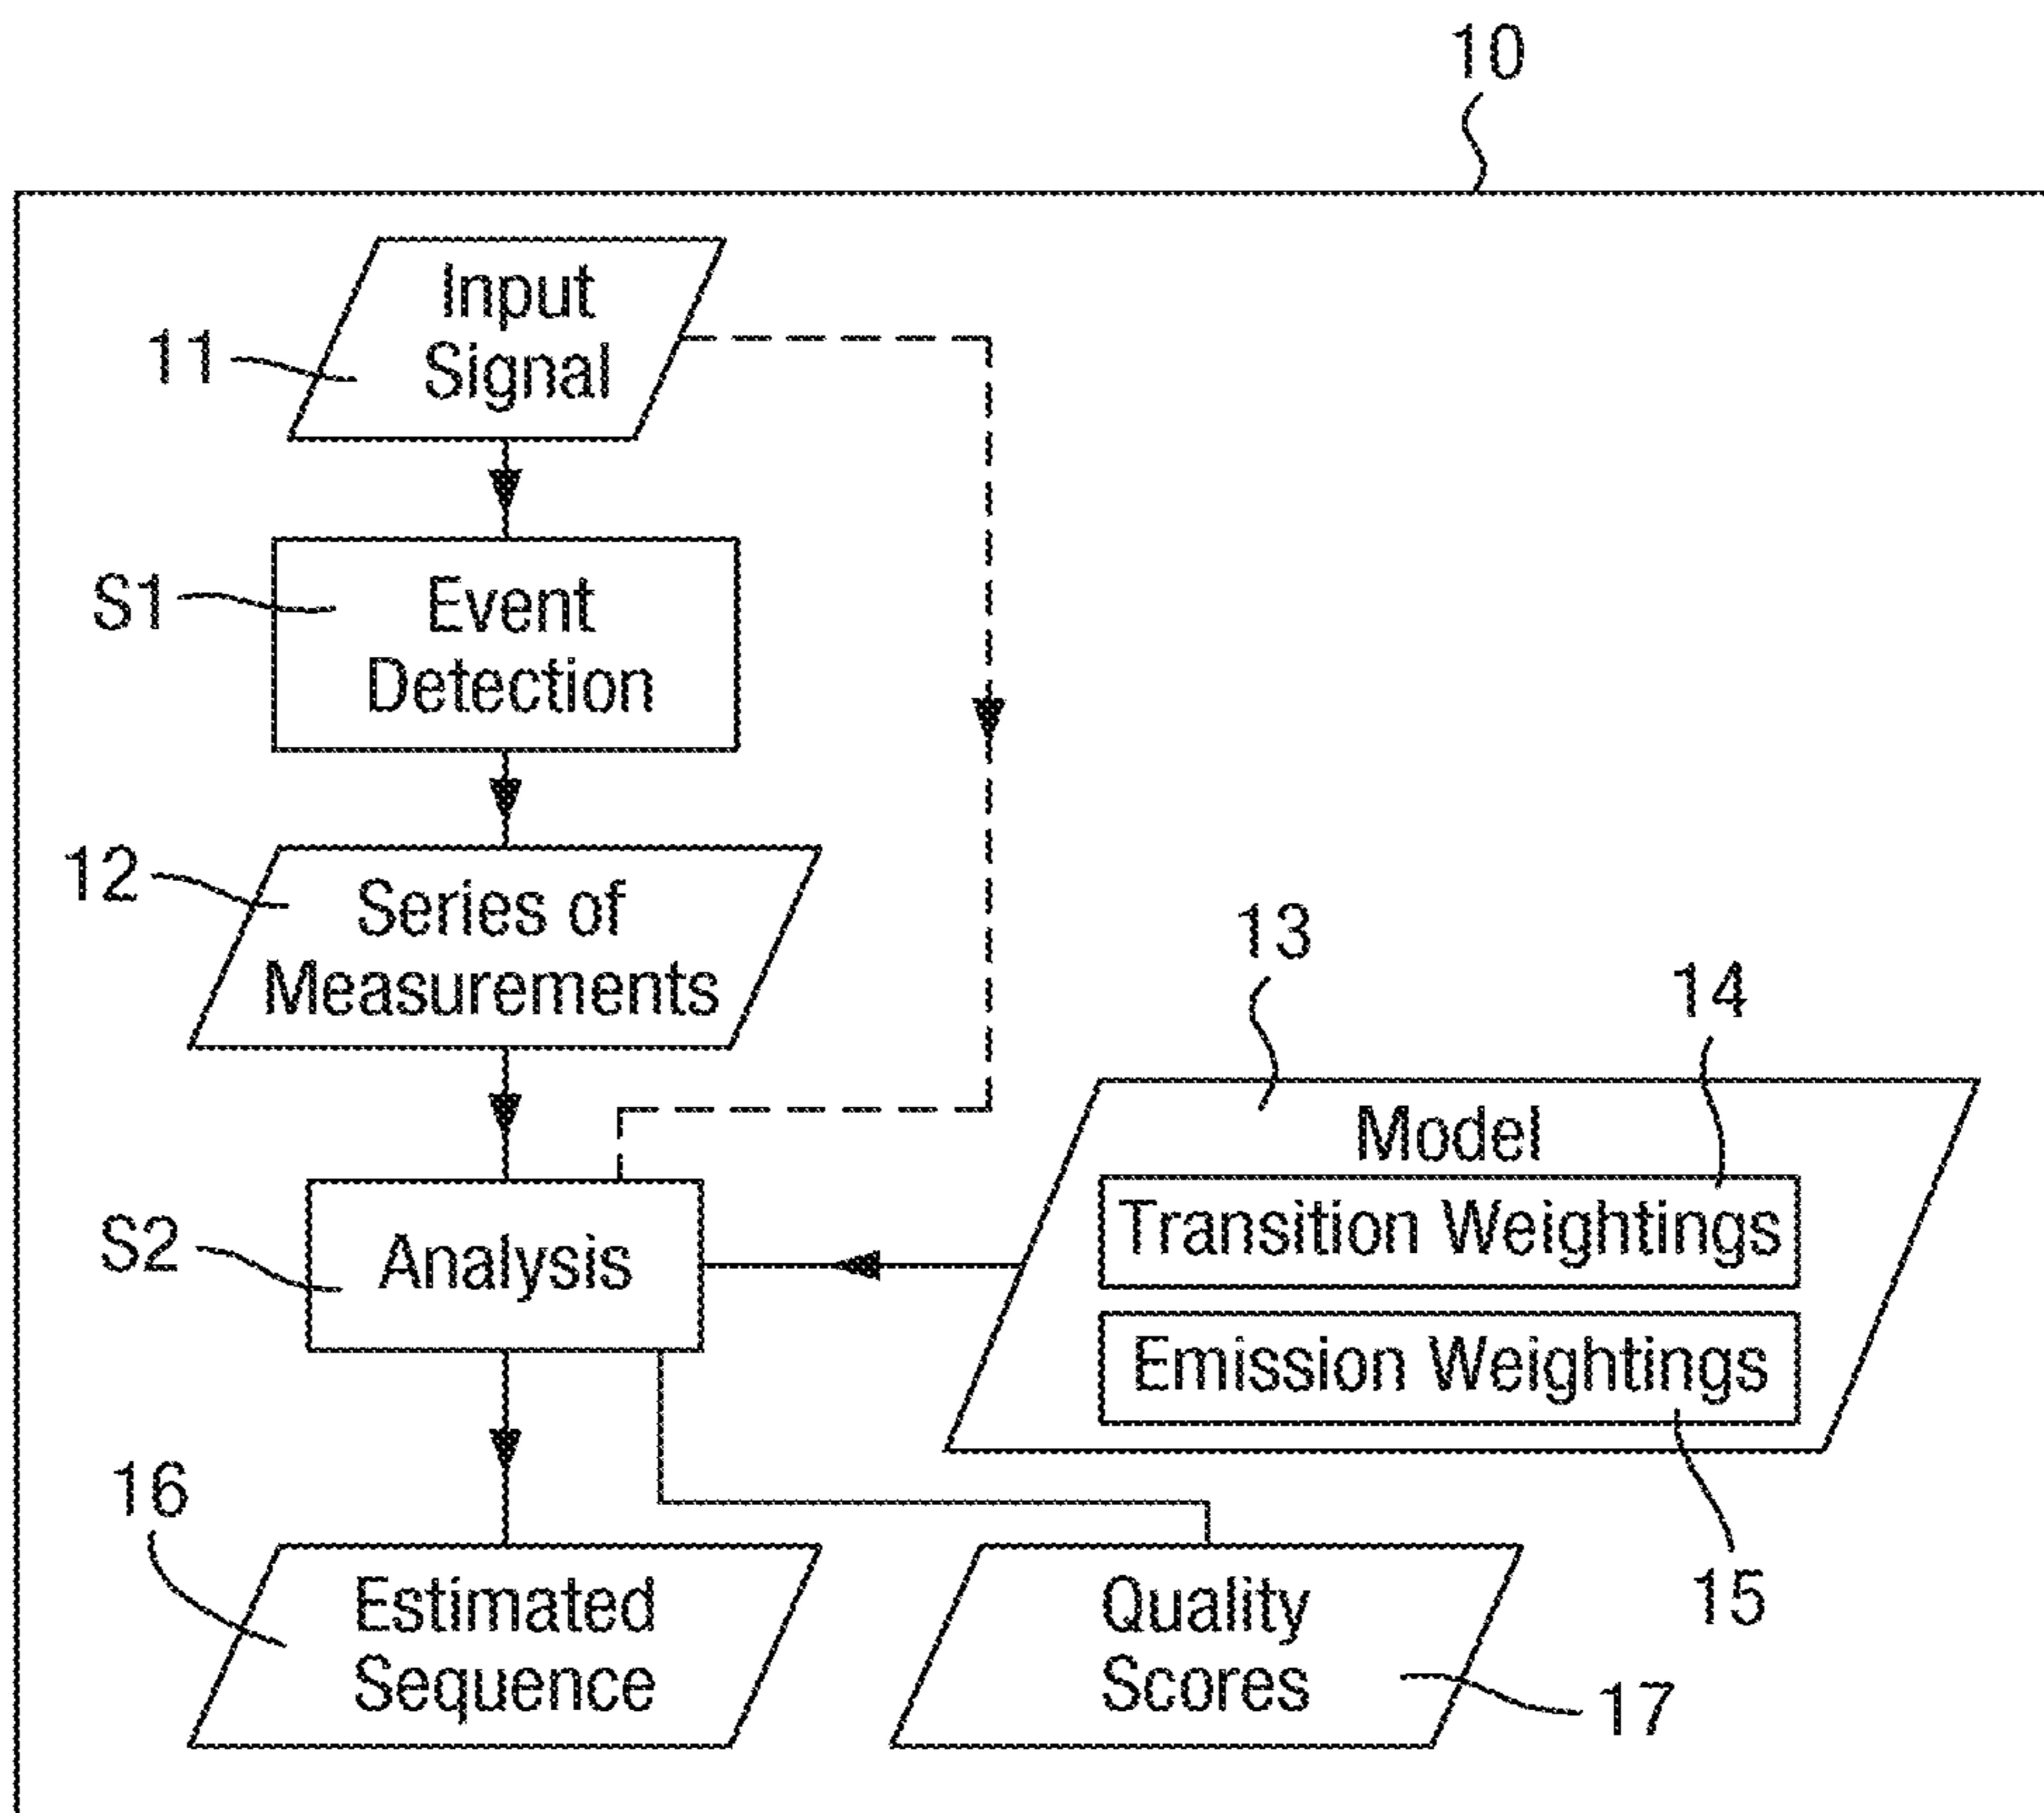 10
Input
Signal
11
S1
Event
Detection
12
Series of
Measurements
13
14
Model
Transition Weightings
S2
Analysis
Emission Weightings
15
16
Estimated
Sequence
Quality
Scores
17